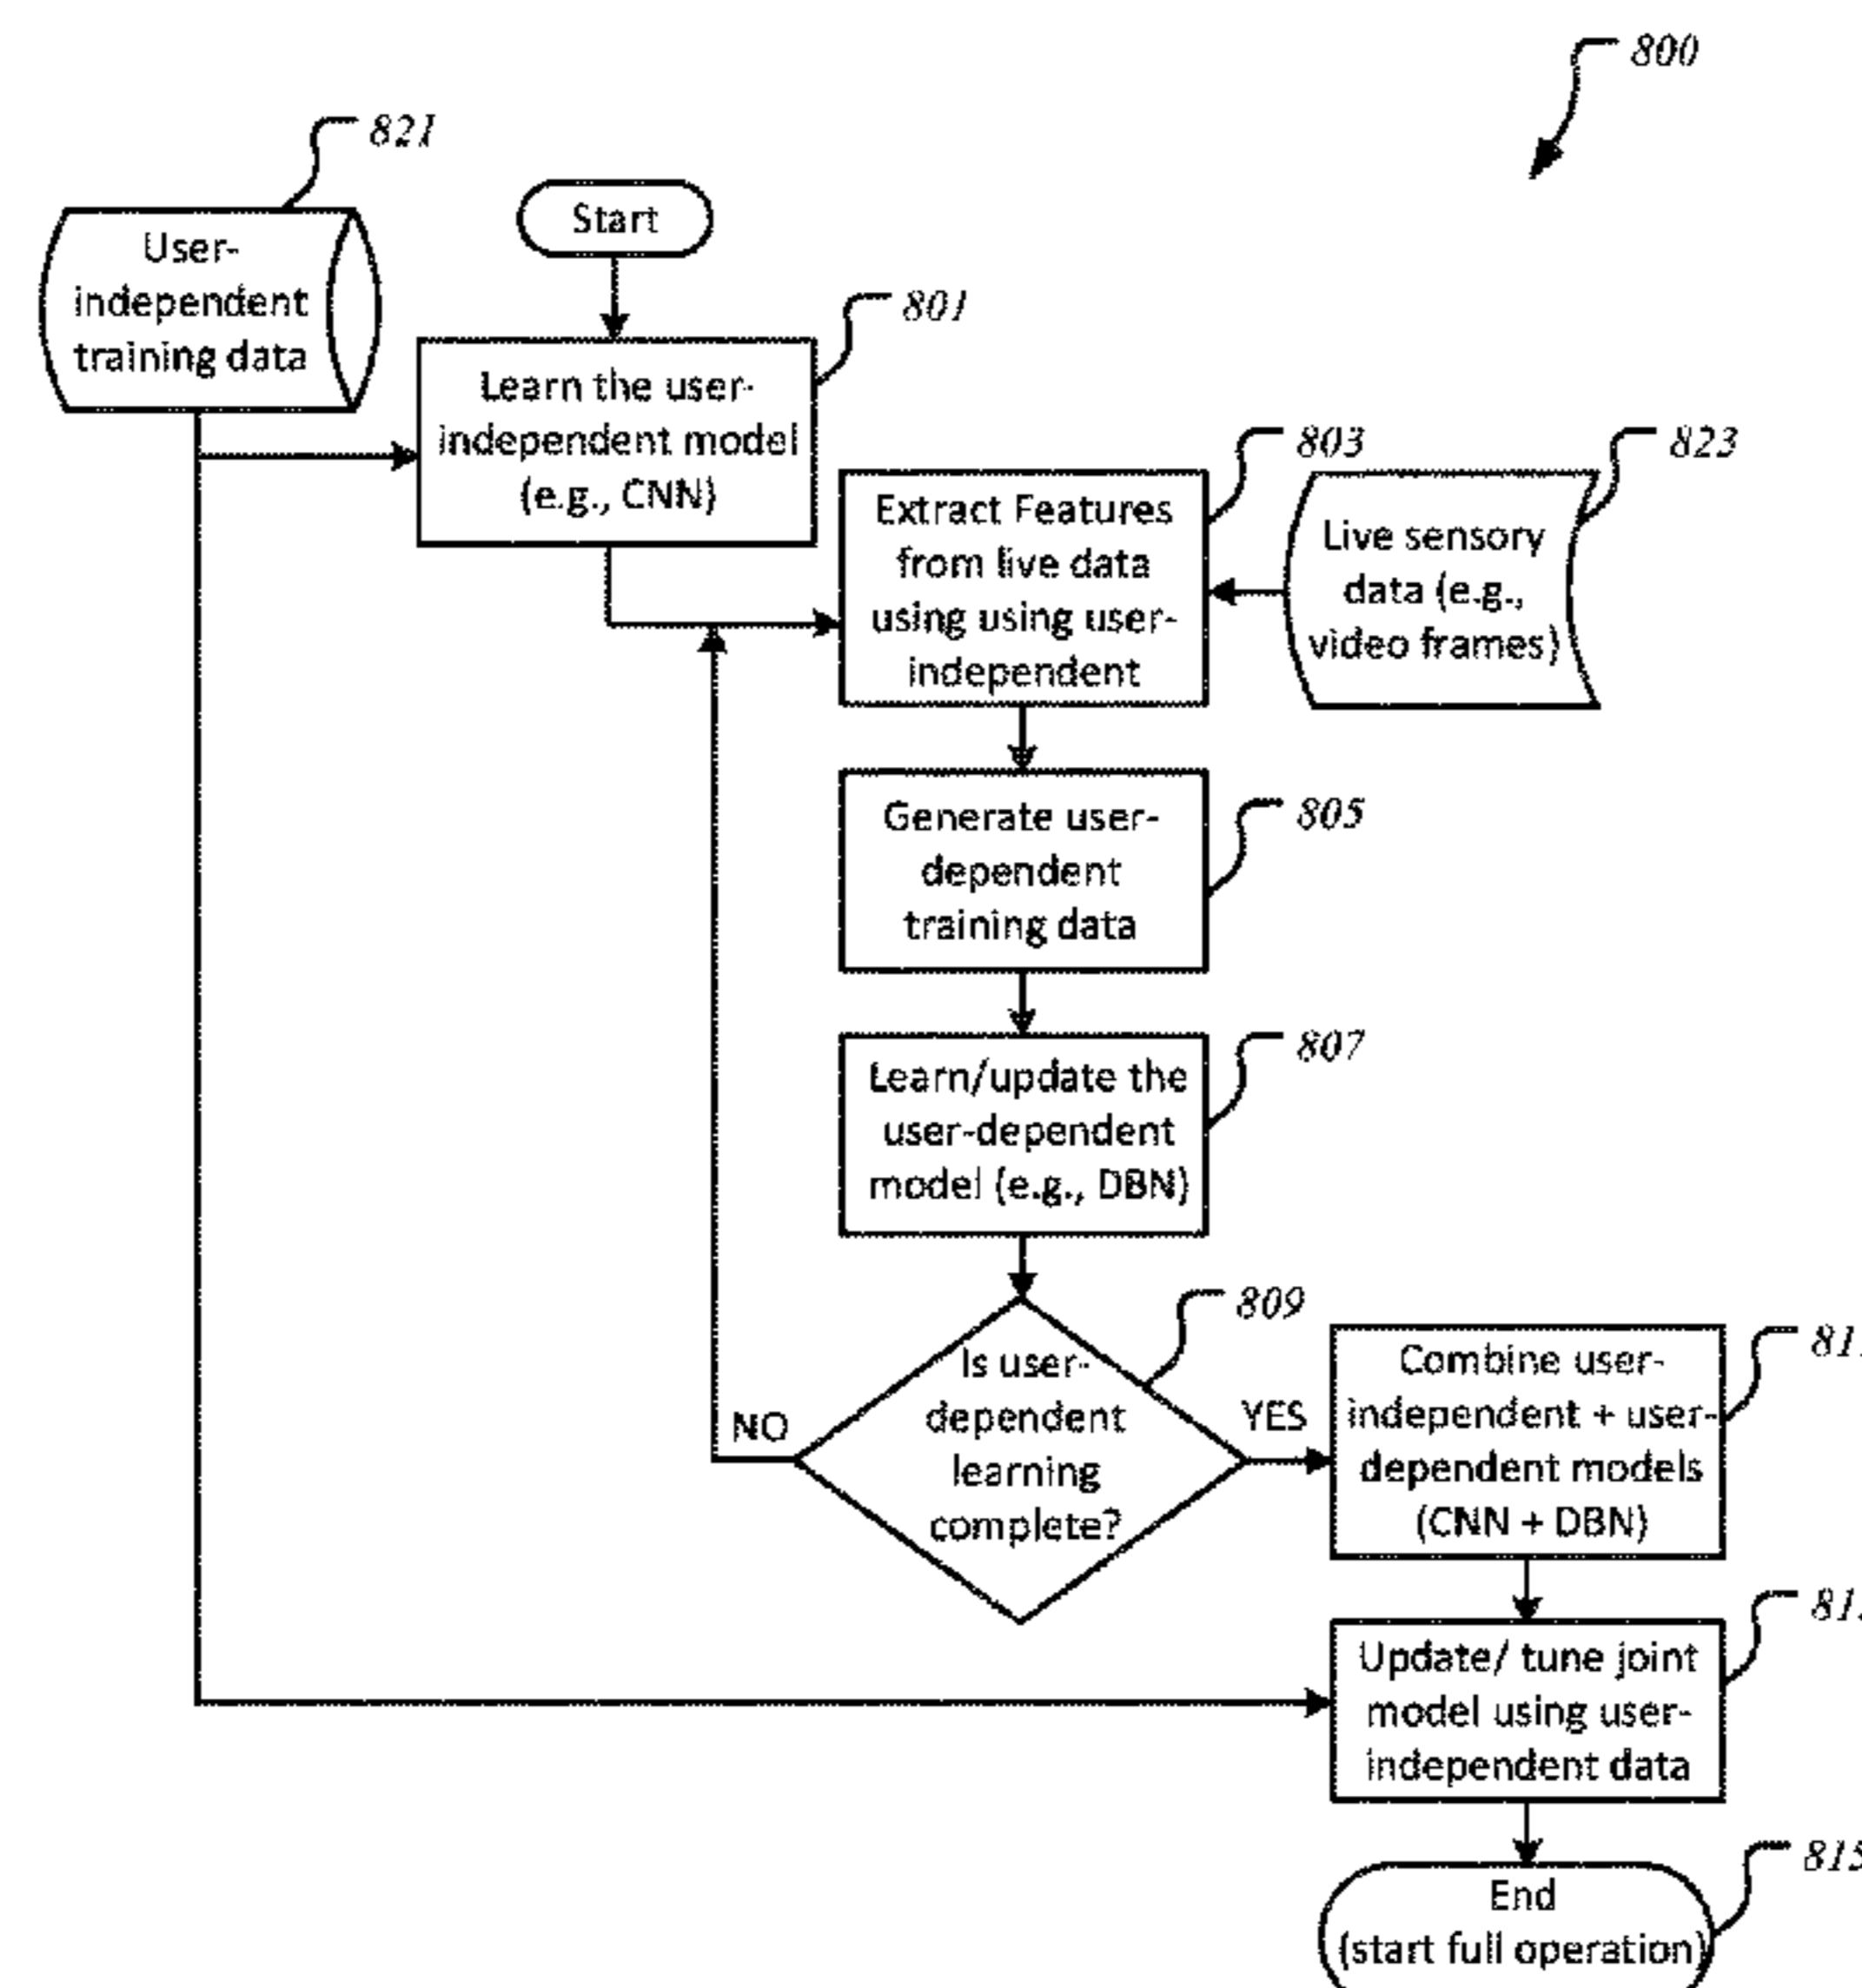 800
821
User-
independent
training data
Start
801
Learn the user-
independent model
(e.g., CNN)
803
Extract Features
from live data
using using user-
independent
823
Live sensory
data (e.g.,
video frames)
805
Generate user-
dependent
training data
807
Learn/update the
user-dependent
model (e.g., DBN)
809
Is user-
dependent
learning
complete?
NO
YES
Combine user-
independent + user-
dependent models
(CNN + DBN)
Update/ tune joint
model using user-
independent data
815
End
(start full operation)